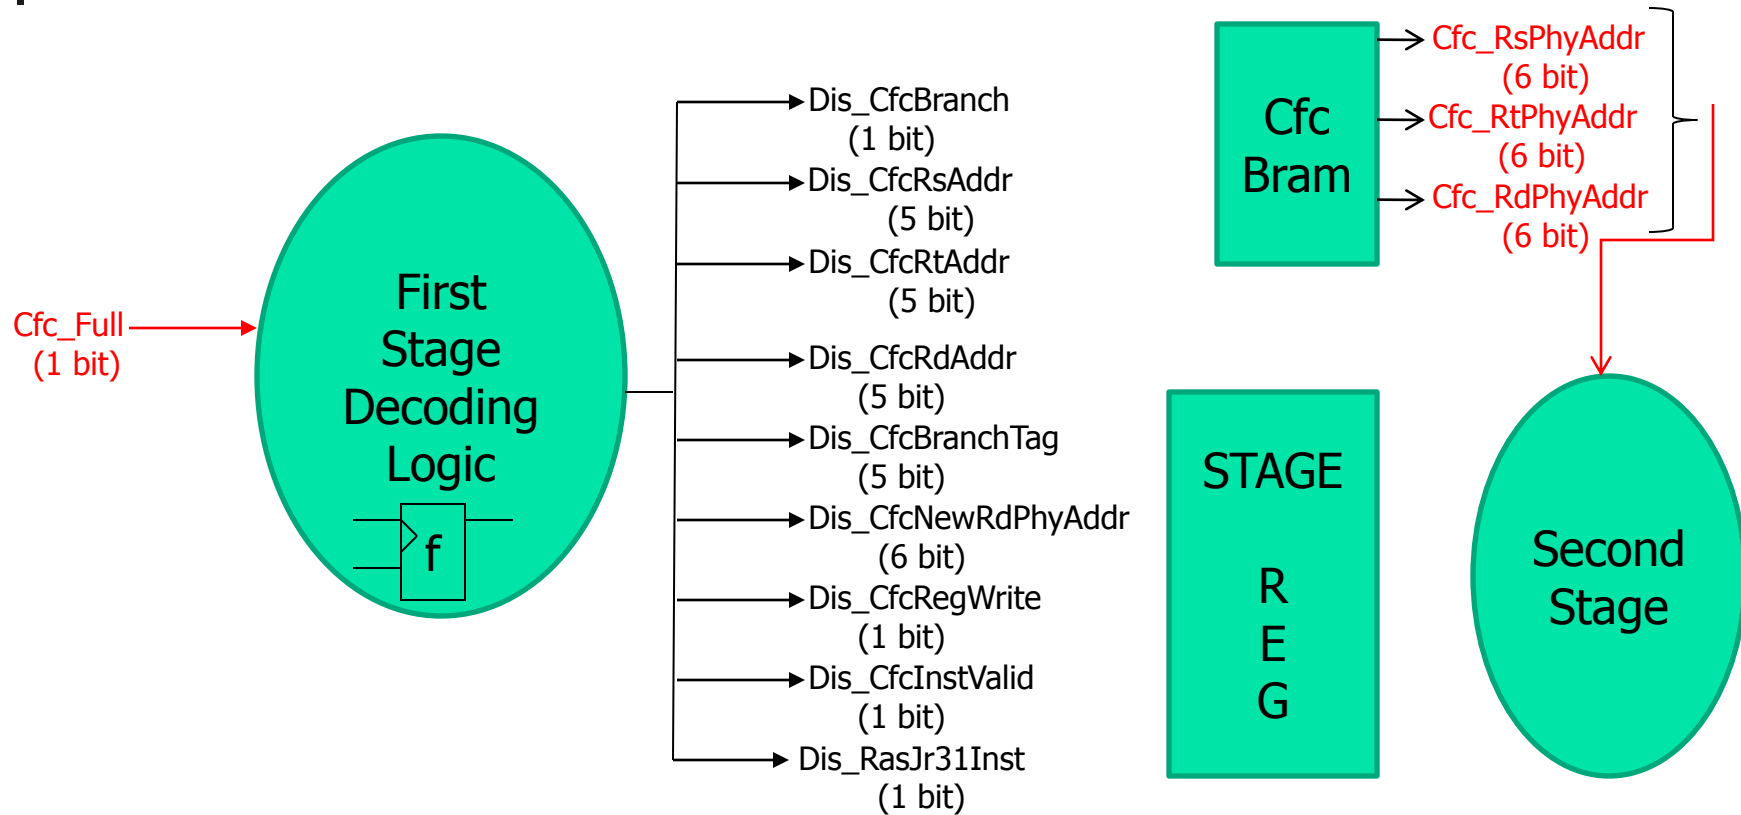 Cfc_Full
(1 bit)
First
Stage
Decoding
Logic
f
Dis_CfcBranch
(1 bit)
Dis_CfcRsAddr
(5 bit)
Dis_CfcRtAddr
(5 bit)
Dis_CfcRdAddr
(5 bit)
Dis_CfcBranchTag
(5 bit)
Dis_CfcNewRdPhyAddr
(6 bit)
Dis_CfcRegWrite
(1 bit)
Dis_CfcInstValid
(1 bit)
Dis_RasJr31Inst
(1 bit)
Cfc
Bram
Cfc_RsPhyAddr
(6 bit)
Cfc_RtPhyAddr
(6 bit)
Cfc_RdPhyAddr
(6 bit)
STAGE
R
E
G
Second
Stage